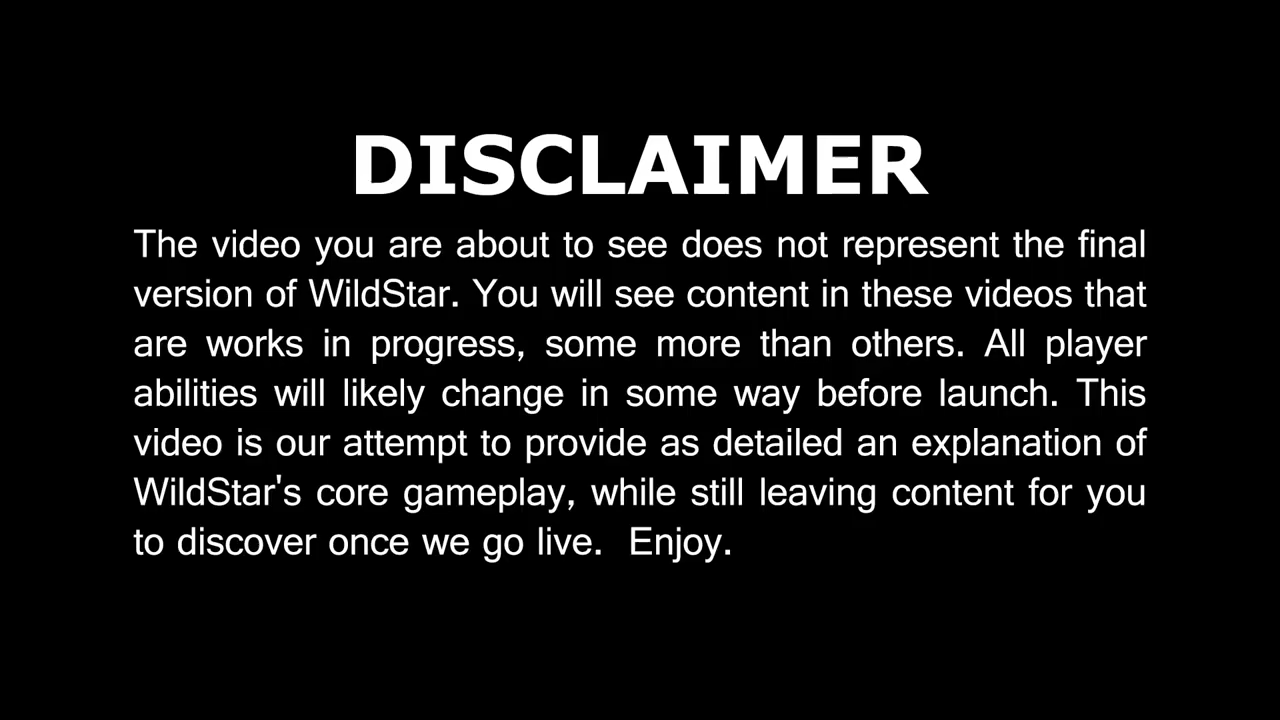 DISCLAIMER
The video you are about to see does not represent the final
version of WildStar. You will see content in these videos that
are works in progress, some more than others. All player
abilities will likely change in some way before launch. This
video is our attempt to provide as detailed an explanation of
WildStar's core gameplay, while still leaving content for you
to discover once we go live.  Enjoy.